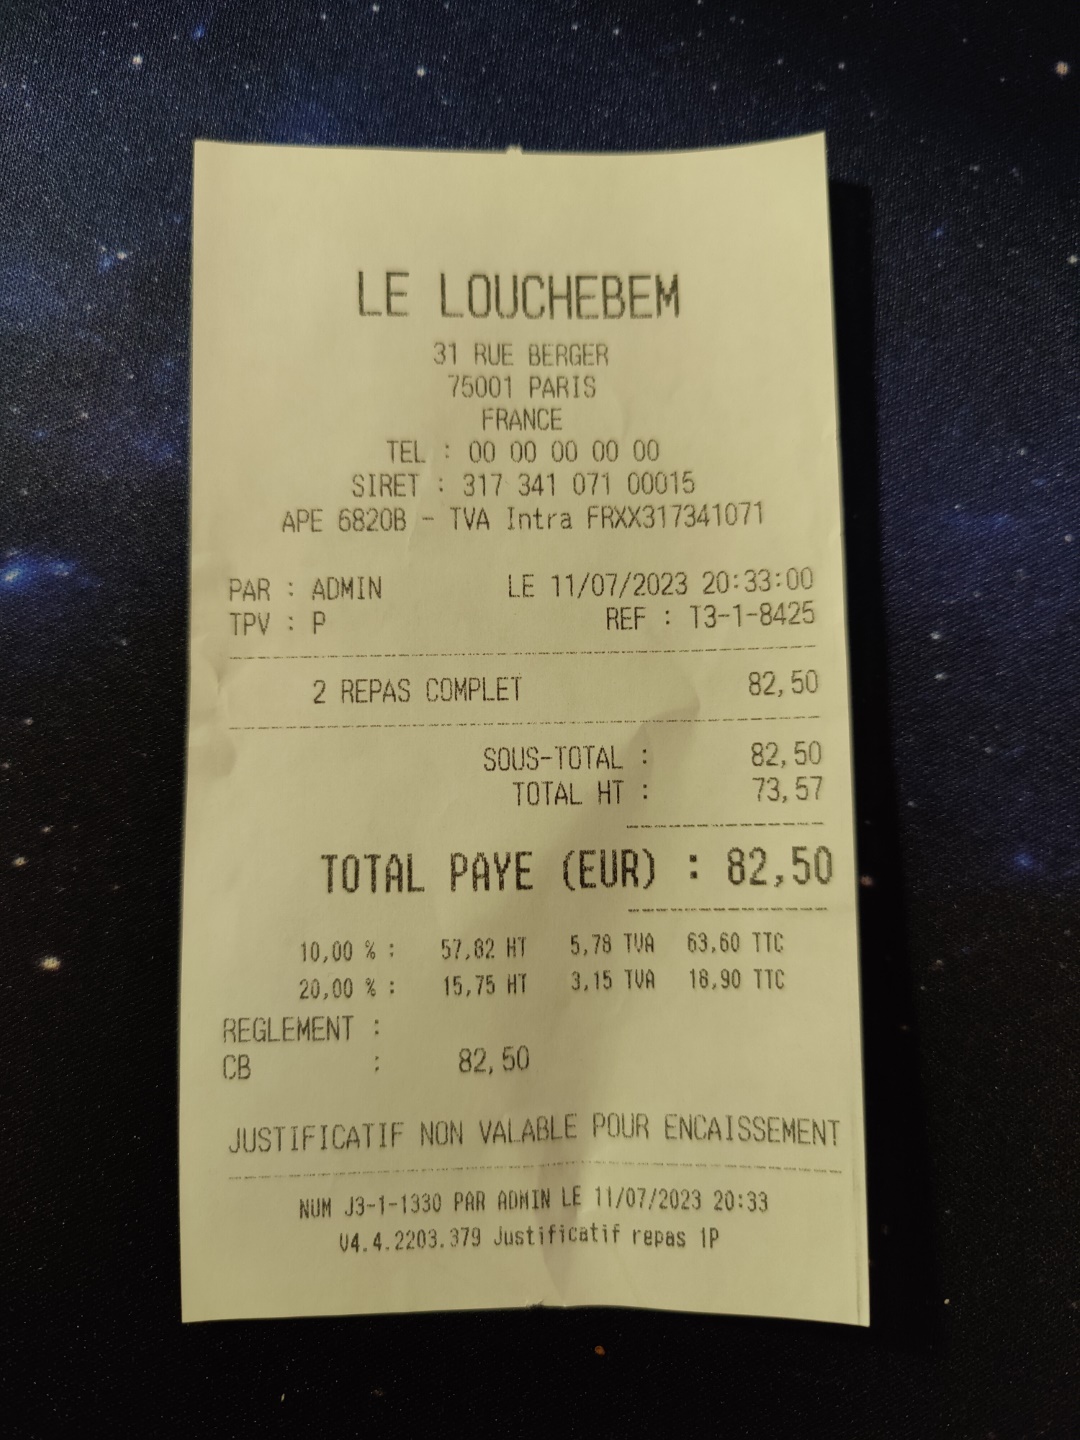 LE LOUCHEBEM
31 RUE BERGER
75001 PARIS
FRANCE
TEL : 00 00 00 00 00
SIRET : 317 341 071 00015
APE 6820B - TVA Intra FRXX317341071
PAR : ADMIN LE 11/07/2023 20:33:00
TPV : P REF : T3-1-8425
2 REPAS COMPLET 82,50
SOUS-TOTAL : 82,50
TOTAL HT : 73,57
TOTAL PAYE (EUR) : 82,50
10,00 % : 57,82 HT 5,78 TVA 63,60 TTC
20,00 % : 15,75 HT 3,15 TVA 18,90 TTC
REGLEMENT :
CB : 82,50
JUSTIFICATIF NON VALABLE POUR ENCAISSEMENT
NUM J3-1-1330 PAR ADMIN LE 11/07/2023 20:33
V4.4.2203.379 Justificatif repas 1P